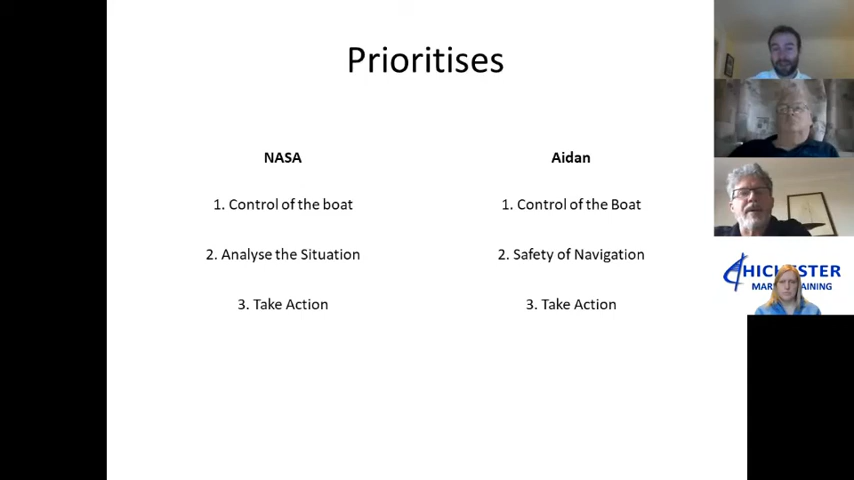 Prioritises
NASA
1. Control of the boat
2. Analyse the Situation
3. Take Action
Aidan
1. Control of the Boat
2. Safety of Navigation
3. Take Action